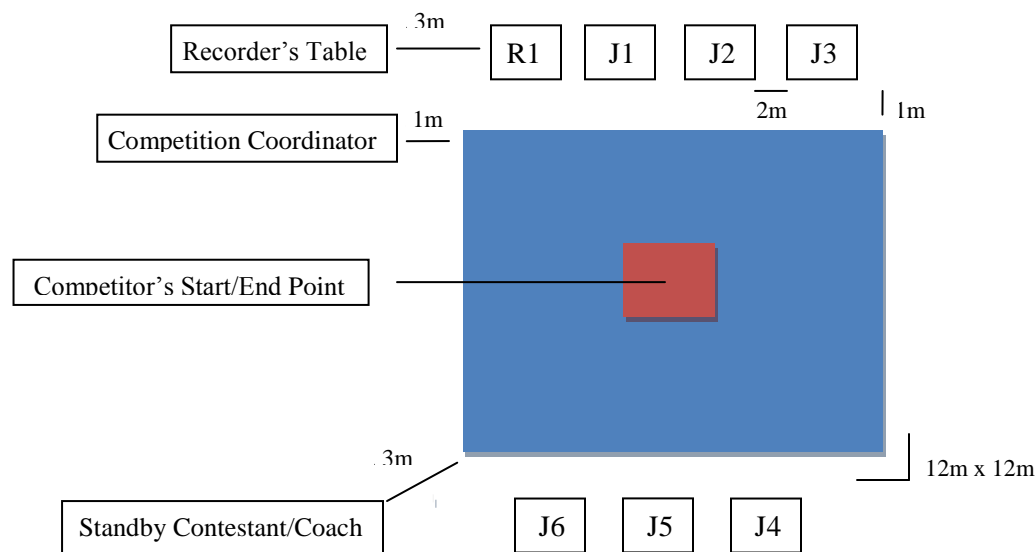 3m
Recorder's Table
R1 J1 J2 J3
2m 1m
1m
Competition Coordinator
Competitor's Start/End Point
3m
12m x 12m
Standby Contestant/Coach
J6 J5 J4